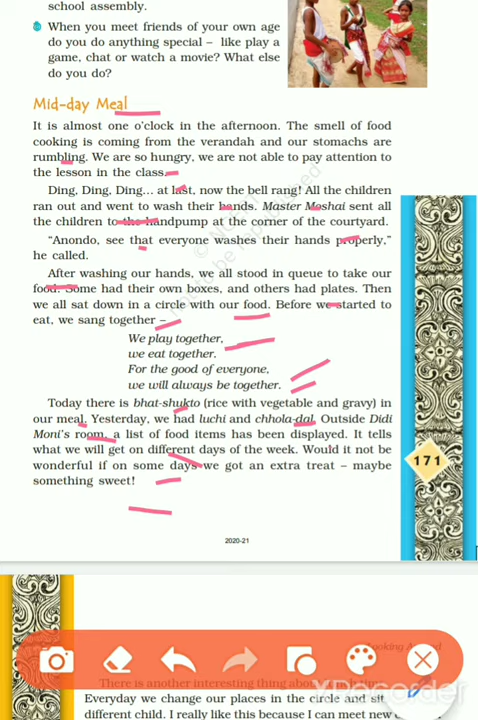 school assembly.
When you meet friends of your own age
do you do anything special – like play a
game, chat or watch a movie? What else
do you do?
Mid-day Meal
It is almost one o'clock in the afternoon. The smell of food
cooking is coming from the verandah and our stomachs are
rumbling. We are so hungry, we are not able to pay attention to
the lesson in the class.
Ding, Ding, Ding... at last, now the bell rang! All the children
ran out and went to wash their hands. Master Moshai sent all
the children to the handpump at the corner of the courtyard.
“Anondo, see that everyone washes their hands properly,”
he called.
After washing our hands, we all stood in queue to take our
food. Some had their own boxes, and others had plates. Then
we all sat down in a circle with our food. Before we started to
eat, we sang together –
We play together,
we eat together.
For the good of everyone,
we will always be together.
Today there is bhat-shukto (rice with vegetable and gravy) in
our meal. Yesterday, we had luchi and chhola-dal. Outside Didi
Moni's room, a list of food items has been displayed. It tells
what we will get on different days of the week. Would it not be
wonderful if on some days we got an extra treat – maybe
something sweet!
171
2020-21
There is another interesting thing about
Everyday we change our places in the circle and sit
different child. I really like this because I can meet new